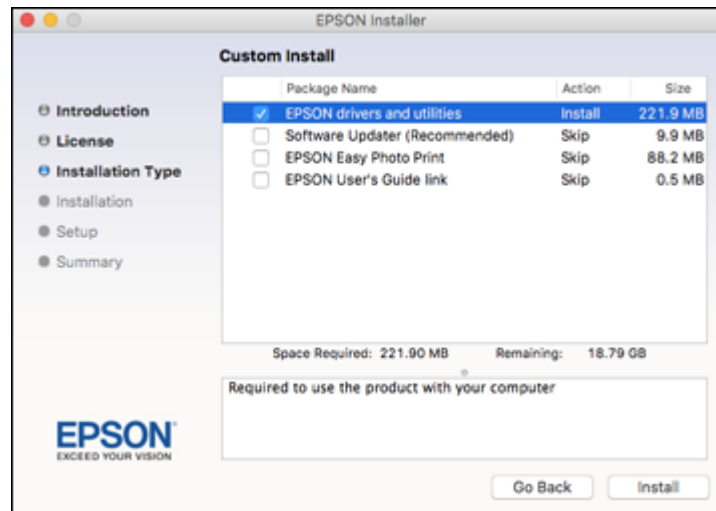 EPSON Installer
Custom Install
Introduction
License
Installation Type
Installation
Setup
Summary
Package Name Action Size
EPSON drivers and utilities Install 221.9 MB
Software Updater (Recommended) Skip 9.9 MB
EPSON Easy Photo Print Skip 88.2 MB
EPSON User's Guide link Skip 0.5 MB
Space Required: 221.90 MB Remaining: 18.79 GB
Required to use the product with your computer
EPSON
EXCEED YOUR VISION
Go Back Install